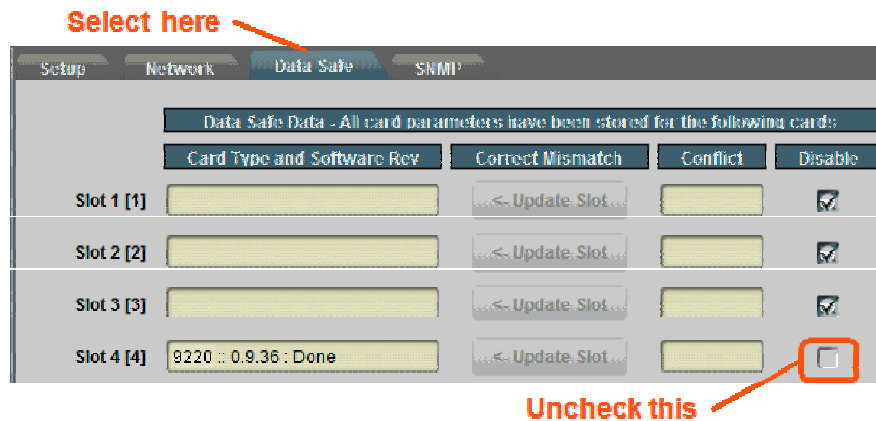 Select here
Setup Network Data Safe SNMP
Data Safe Data - All card parameters have been stored for the following cards
Card Type and Software Rev Correct Mismatch Conflict Disable
Slot 1 [1] <- Update Slot
Slot 2 [2] <- Update Slot
Slot 3 [3] <- Update Slot
Slot 4 [4] 9220 :: 0.9.36 : Done <- Update Slot
Uncheck this